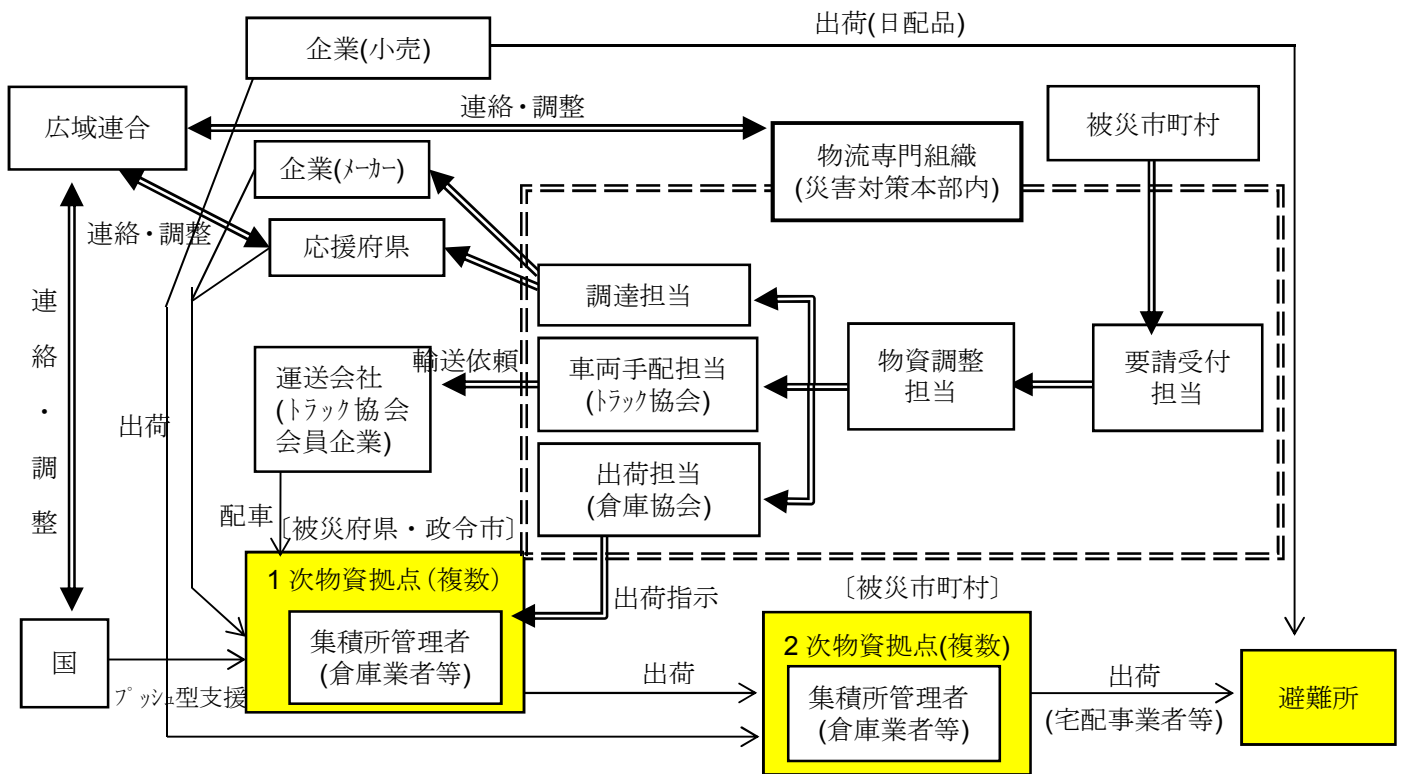 出荷(日配品)
企業(小売)
広域連合
連絡・調整
被災市町村
物流専門組織
(災害対策本部内)
企業(ﾒｰｶｰ)
連絡・調整
応援府県
連絡・調整
調達担当
輸送依頼
車両手配担当
(ﾄﾗｯｸ協会)
物資調整
担当
要請受付
担当
運送会社
(ﾄﾗｯｸ協会
会員企業)
出荷
出荷担当
(倉庫協会)
配車
〔被災府県・政令市〕
1次物資拠点(複数)
集積所管理者
(倉庫業者等)
出荷指示
〔被災市町村〕
国
ﾌﾟｯｼｭ型支援
出荷
2次物資拠点(複数)
集積所管理者
(倉庫業者等)
出荷
(宅配事業者等)
避難所